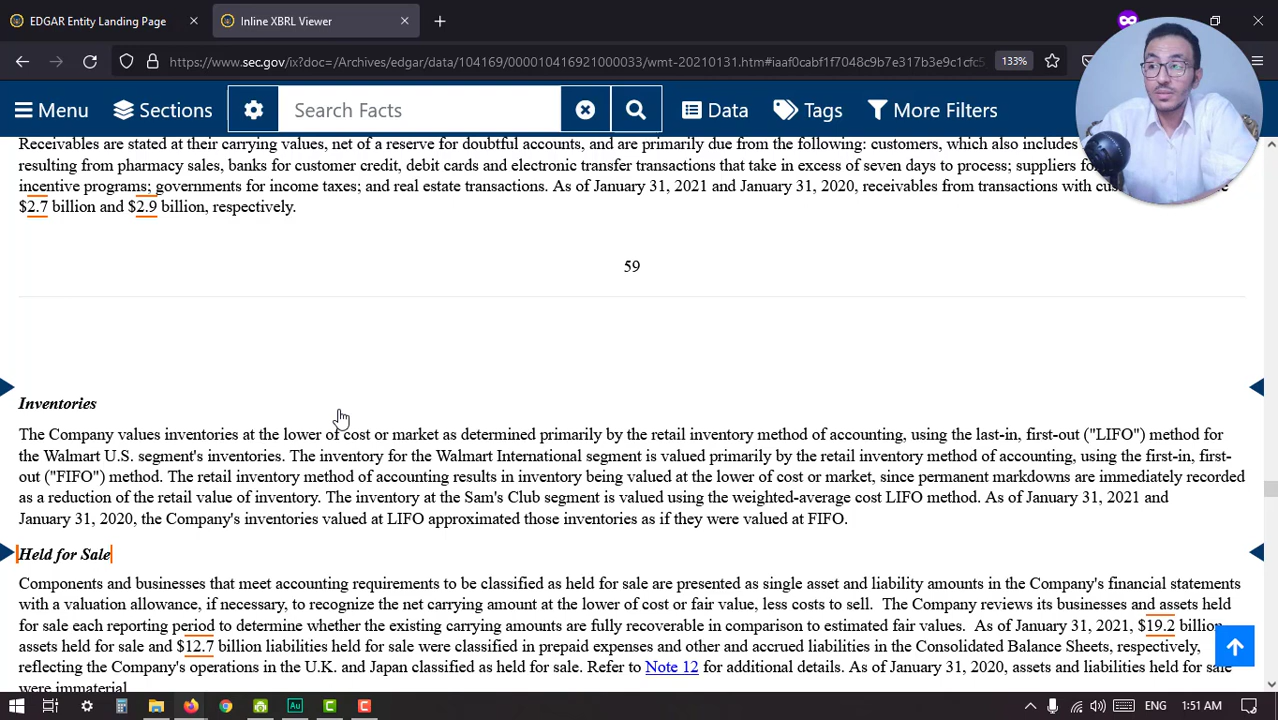 EDGAR Entity Landing Page
Inline XBRL Viewer
https://www.sec.gov/ix?doc=/Archives/edgar/data/104169/000010416921000033/wmt-20210131.htm#iaaf0cabf1f7048c9b7e317b3e9c1cfc5
133%
Menu
Sections
Search Facts
Data
Tags
More Filters
Receivables are stated at their carrying values, net of a reserve for doubtful accounts, and are primarily due from the following: customers, which also includes
resulting from pharmacy sales, banks for customer credit, debit cards and electronic transfer transactions that take in excess of seven days to process; suppliers
incentive programs; governments for income taxes; and real estate transactions. As of January 31, 2021 and January 31, 2020, receivables from transactions with
$2.7 billion and $2.9 billion, respectively.
59
Inventories
The Company values inventories at the lower of cost or market as determined primarily by the retail inventory method of accounting, using the last-in, first-out ("LIFO") method for
the Walmart U.S. segment's inventories. The inventory for the Walmart International segment is valued primarily by the retail inventory method of accounting, using the first-in, first-
out ("FIFO") method. The retail inventory method of accounting results in inventory being valued at the lower of cost or market, since permanent markdowns are immediately recorded
as a reduction of the retail value of inventory. The inventory at the Sam's Club segment is valued using the weighted-average cost LIFO method. As of January 31, 2021 and
January 31, 2020, the Company's inventories valued at LIFO approximated those inventories as if they were valued at FIFO.
Held for Sale
Components and businesses that meet accounting requirements to be classified as held for sale are presented as single asset and liability amounts in the Company's financial statements
with a valuation allowance, if necessary, to recognize the net carrying amount at the lower of cost or fair value, less costs to sell. The Company reviews its businesses and assets held
for sale each reporting period to determine whether the existing carrying amounts are fully recoverable in comparison to estimated fair values. As of January 31, 2021, $19.2 billion
assets held for sale and $12.7 billion liabilities held for sale were classified in prepaid expenses and other and accrued liabilities in the Consolidated Balance Sheets, respectively,
reflecting the Company's operations in the U.K. and Japan classified as held for sale. Refer to Note 12 for additional details. As of January 31, 2020, assets and liabilities held for sale
were immaterial
Au
ENG
1:51 AM